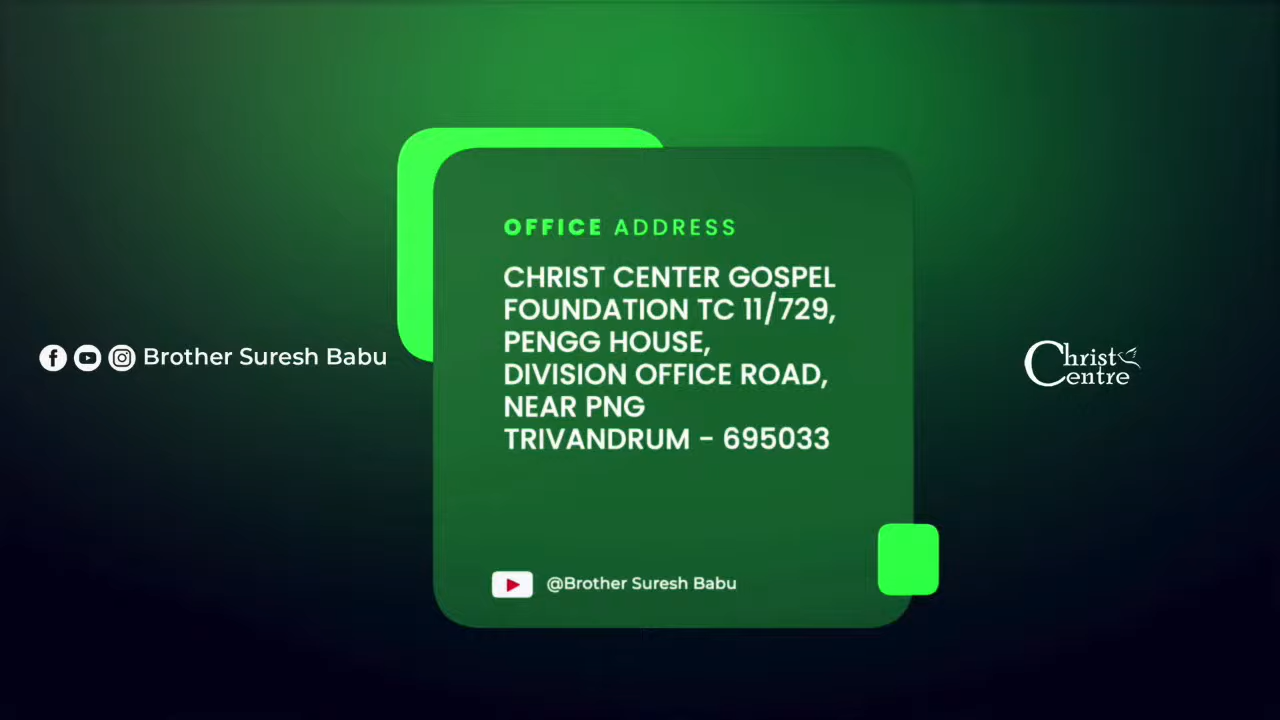 OFFICE ADDRESS
CHRIST CENTER GOSPEL
FOUNDATION TC 11/729,
PENGG HOUSE,
DIVISION OFFICE ROAD,
NEAR PNG
TRIVANDRUM - 695033
@Brother Suresh Babu
Brother Suresh Babu
Christ
Centre